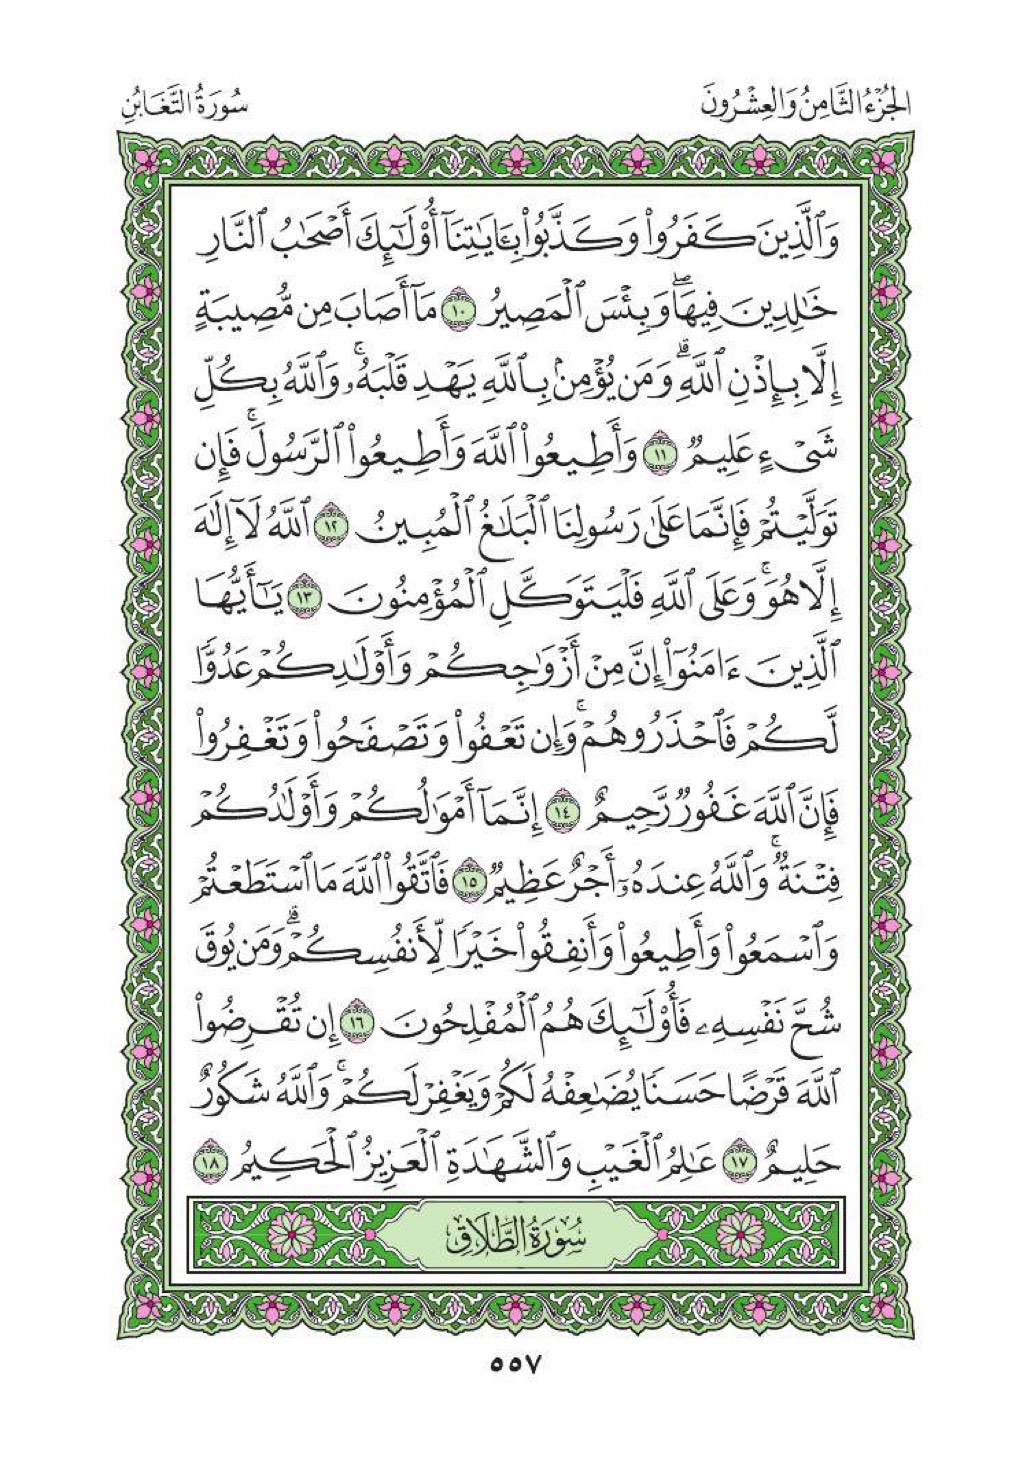 الجُزْءُ الثَّامِنُ وَالعِشْرُونَ
سُورَةُ التَّغَابُنِ
وَٱلَّذِينَ كَفَرُوا۟ وَكَذَّبُوا۟ بِـَٔايَـٰتِنَآ أُو۟لَـٰٓئِكَ أَصْحَـٰبُ ٱلنَّارِ
خَـٰلِدِينَ فِيهَا ۖ وَبِئْسَ ٱلْمَصِيرُ ١٠ مَآ أَصَابَ مِن مُّصِيبَةٍ
إِلَّا بِإِذْنِ ٱللَّهِ ۗ وَمَن يُؤْمِنۢ بِٱللَّهِ يَهْدِ قَلْبَهُۥ ۚ وَٱللَّهُ بِكُلِّ
شَىْءٍ عَلِيمٌ ١١ وَأَطِيعُوا۟ ٱللَّهَ وَأَطِيعُوا۟ ٱلرَّسُولَ ۚ فَإِن
تَوَلَّيْتُمْ فَإِنَّمَا عَلَىٰ رَسُولِنَا ٱلْبَلَـٰغُ ٱلْمُبِينُ ١٢ ٱللَّهُ لَآ إِلَـٰهَ
إِلَّا هُوَ ۚ وَعَلَى ٱللَّهِ فَلْيَتَوَكَّلِ ٱلْمُؤْمِنُونَ ١٣ يَـٰٓأَيُّهَا
ٱلَّذِينَ ءَامَنُوٓا۟ إِنَّ مِنْ أَزْوَٰجِكُمْ وَأَوْلَـٰدِكُمْ عَدُوًّا
لَّكُمْ فَٱحْذَرُوهُمْ ۚ وَإِن تَعْفُوا۟ وَتَصْفَحُوا۟ وَتَغْفِرُوا۟
فَإِنَّ ٱللَّهَ غَفُورٌ رَّحِيمٌ ١٤ إِنَّمَآ أَمْوَٰلُكُمْ وَأَوْلَـٰدُكُمْ
فِتْنَةٌ ۚ وَٱللَّهُ عِندَهُۥٓ أَجْرٌ عَظِيمٌ ١٥ فَٱتَّقُوا۟ ٱللَّهَ مَا ٱسْتَطَعْتُمْ
وَٱسْمَعُوا۟ وَأَطِيعُوا۟ وَأَنفِقُوا۟ خَيْرًا لِّأَنفُسِكُمْ ۗ وَمَن يُوقَ
شُحَّ نَفْسِهِۦ فَأُو۟لَـٰٓئِكَ هُمُ ٱلْمُفْلِحُونَ ١٦ إِن تُقْرِضُوا۟
ٱللَّهَ قَرْضًا حَسَنًا يُضَـٰعِفْهُ لَكُمْ وَيَغْفِرْ لَكُمْ ۚ وَٱللَّهُ شَكُورٌ
حَلِيمٌ ١٧ عَـٰلِمُ ٱلْغَيْبِ وَٱلشَّهَـٰدَةِ ٱلْعَزِيزُ ٱلْحَكِيمُ ١٨
سُورَةُ الطَّلَاقِ
٥٥٧